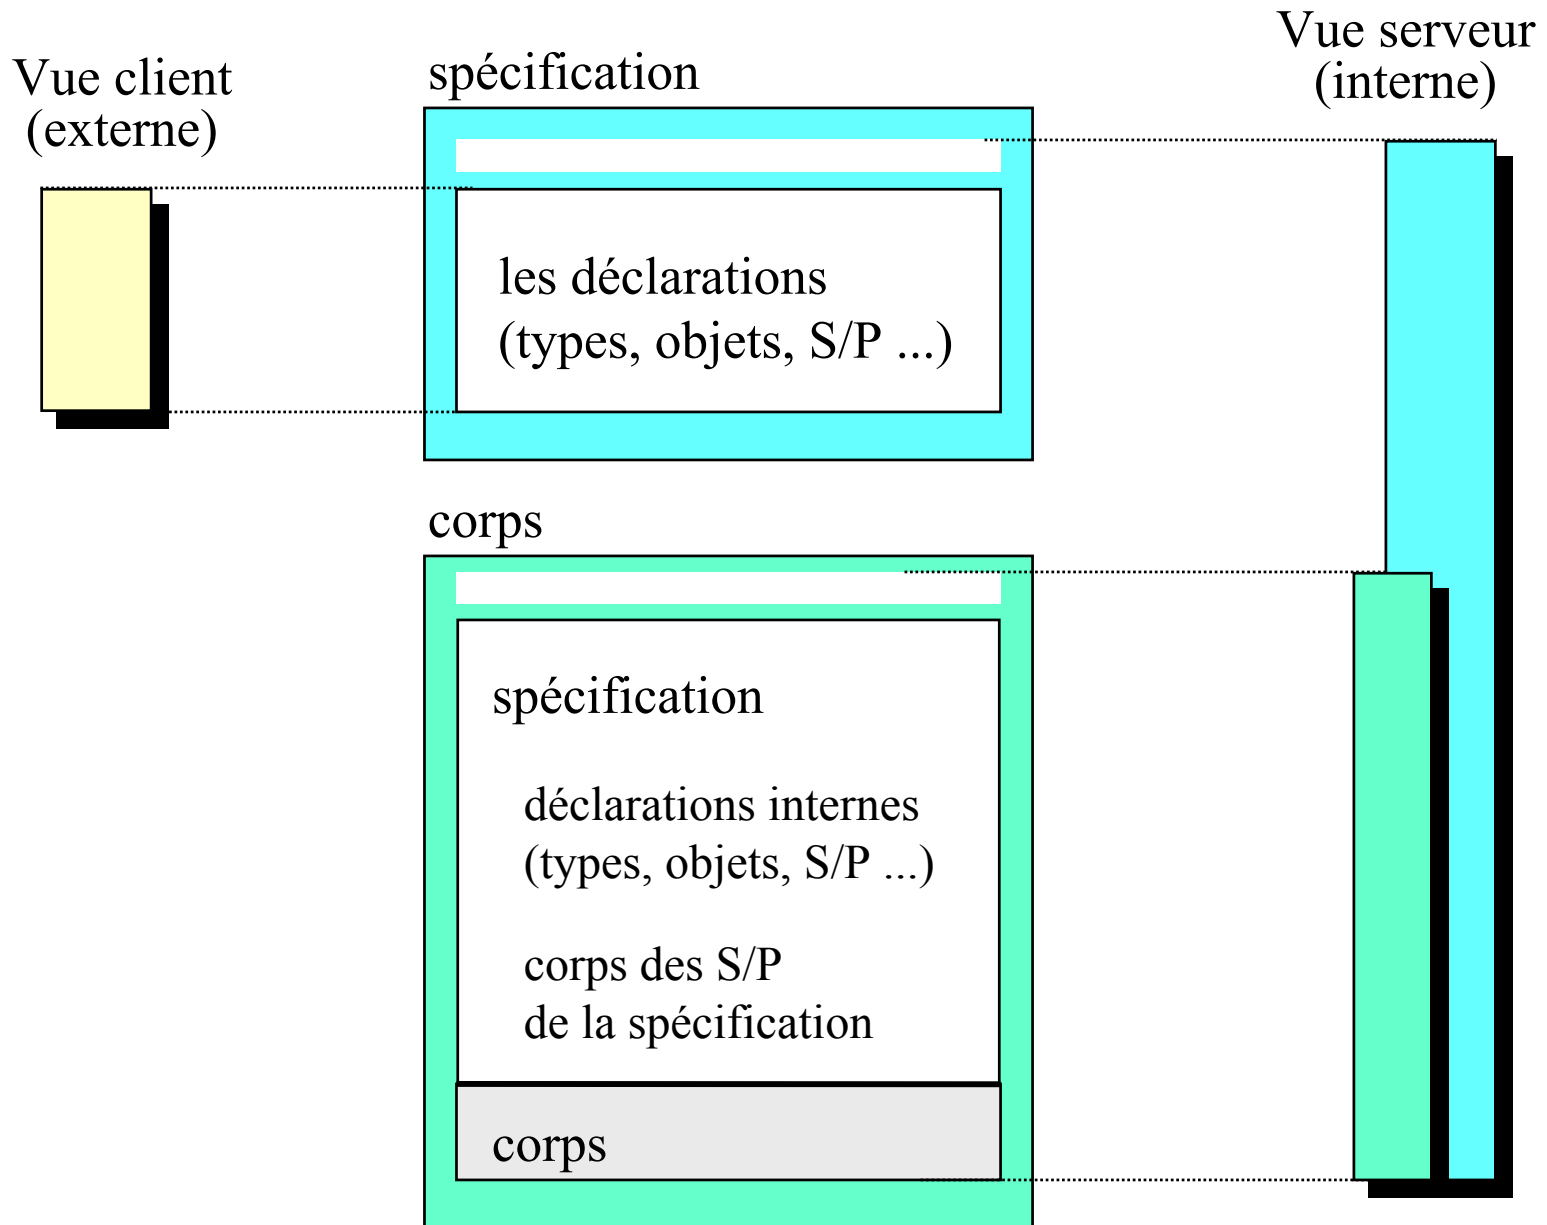 Vue client
(externe)
spécification
Vue serveur
(interne)
les déclarations
(types, objets, S/P ...)
corps
spécification
déclarations internes
(types, objets, S/P ...)
corps des S/P
de la spécification
corps